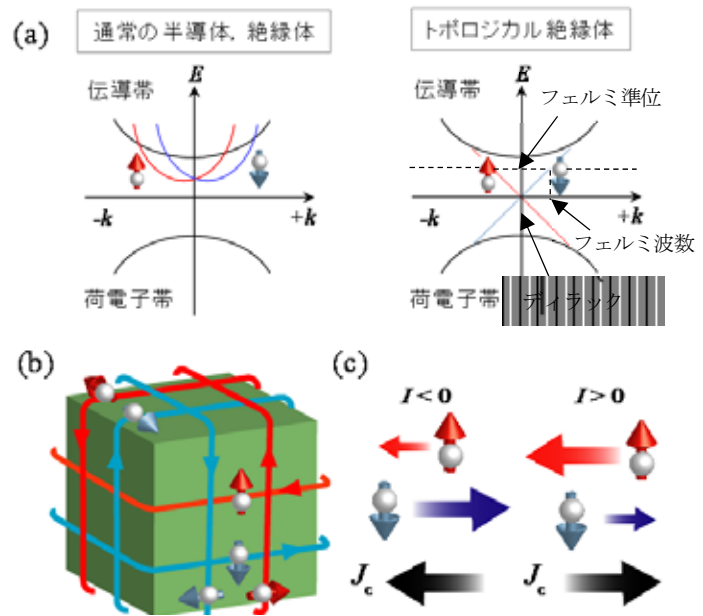 (a)
通常の半導体, 絶縁体
トポロジカル絶縁体
E
伝導帯
-k
+k
荷電子帯
E
伝導帯
フェルミ準位
-k
+k
フェルミ波数
荷電子帯
ディラック
(b)
(c)
I < 0
I > 0
Jc
Jc